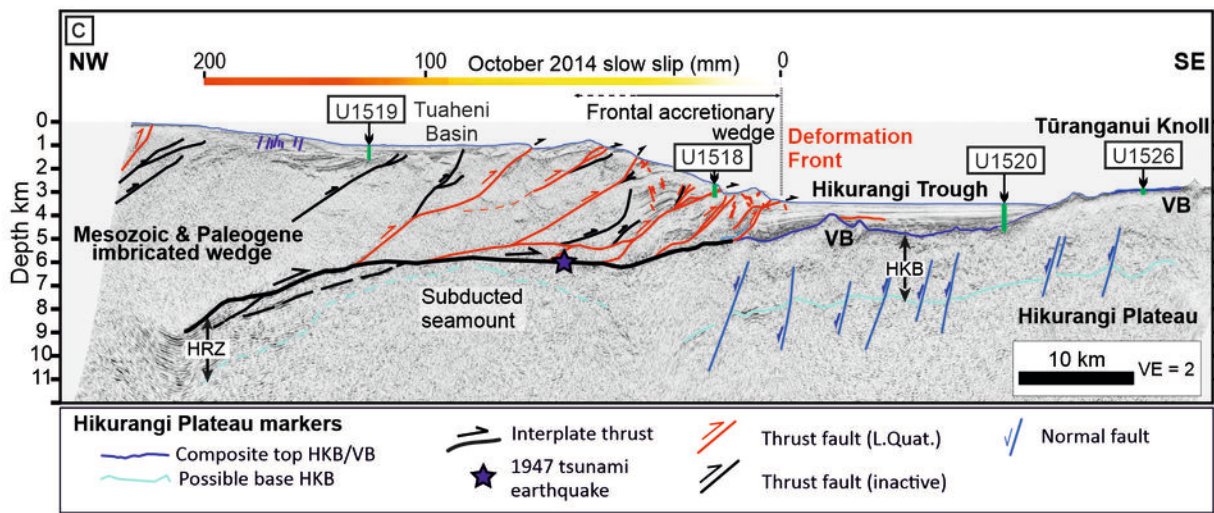 C
NW
SE
200
100
October 2014 slow slip (mm)
0
U1519
Tuaheni
Basin
Frontal accretionary
wedge
U1518
Deformation
Front
U1520
Tūranganui Knoll
U1526
Hikurangi Trough
VB
VB
HKB
Depth km
0
1
2
3
4
5
6
7
8
9
10
11
Mesozoic & Paleogene
imbricated wedge
Subducted
seamount
HRZ
Hikurangi Plateau
10 km
VE = 2
Hikurangi Plateau markers
Composite top HKB/VB
Possible base HKB
Interplate thrust
1947 tsunami
earthquake
Thrust fault (L.Quat.)
Thrust fault (inactive)
Normal fault